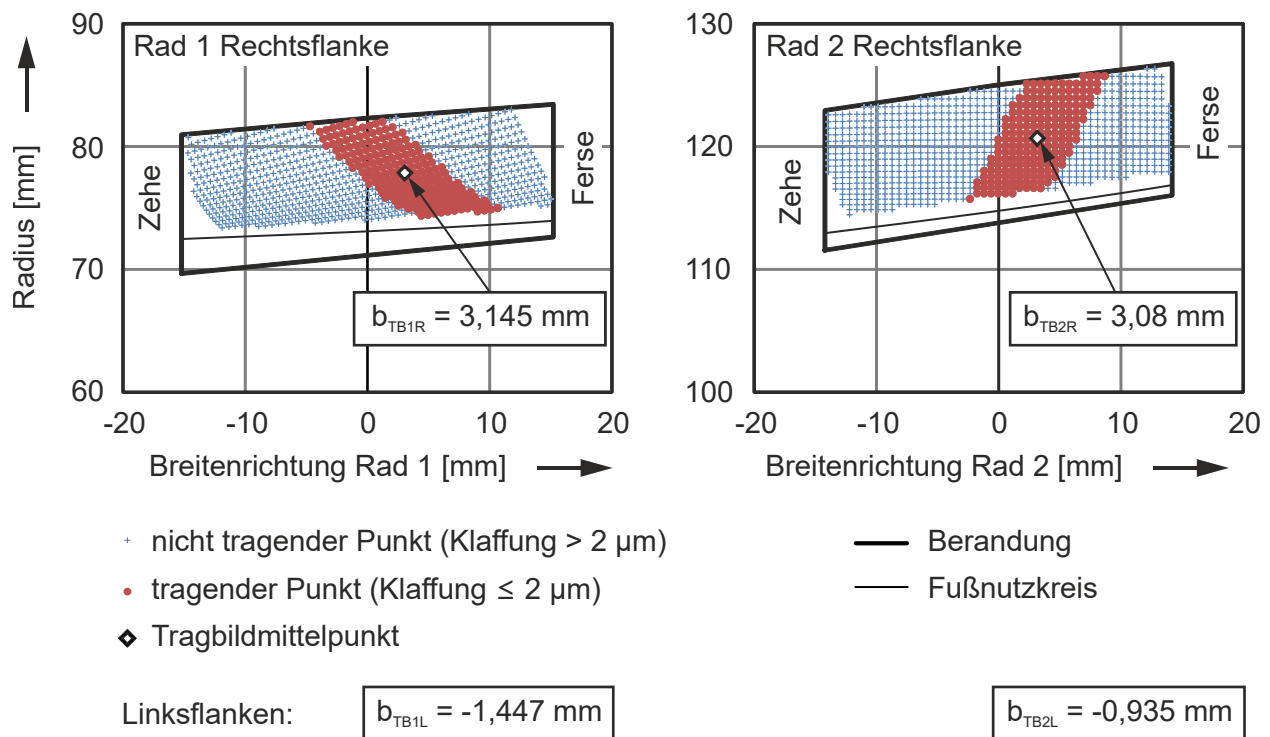 90
80
70
60
Radius [mm]
Rad 1 Rechtsflanke
Zehe
Ferse
b_TB1R = 3,145 mm
-20 -10 0 10 20
Breitenrichtung Rad 1 [mm]
130
120
110
100
Rad 2 Rechtsflanke
Zehe
Ferse
b_TB2R = 3,08 mm
-20 -10 0 10 20
Breitenrichtung Rad 2 [mm]
nicht tragender Punkt (Klaffung > 2 µm)
tragender Punkt (Klaffung ≤ 2 µm)
Tragbildmittelpunkt
Berandung
Fußnutzkreis
Linksflanken:
b_TB1L = -1,447 mm
b_TB2L = -0,935 mm